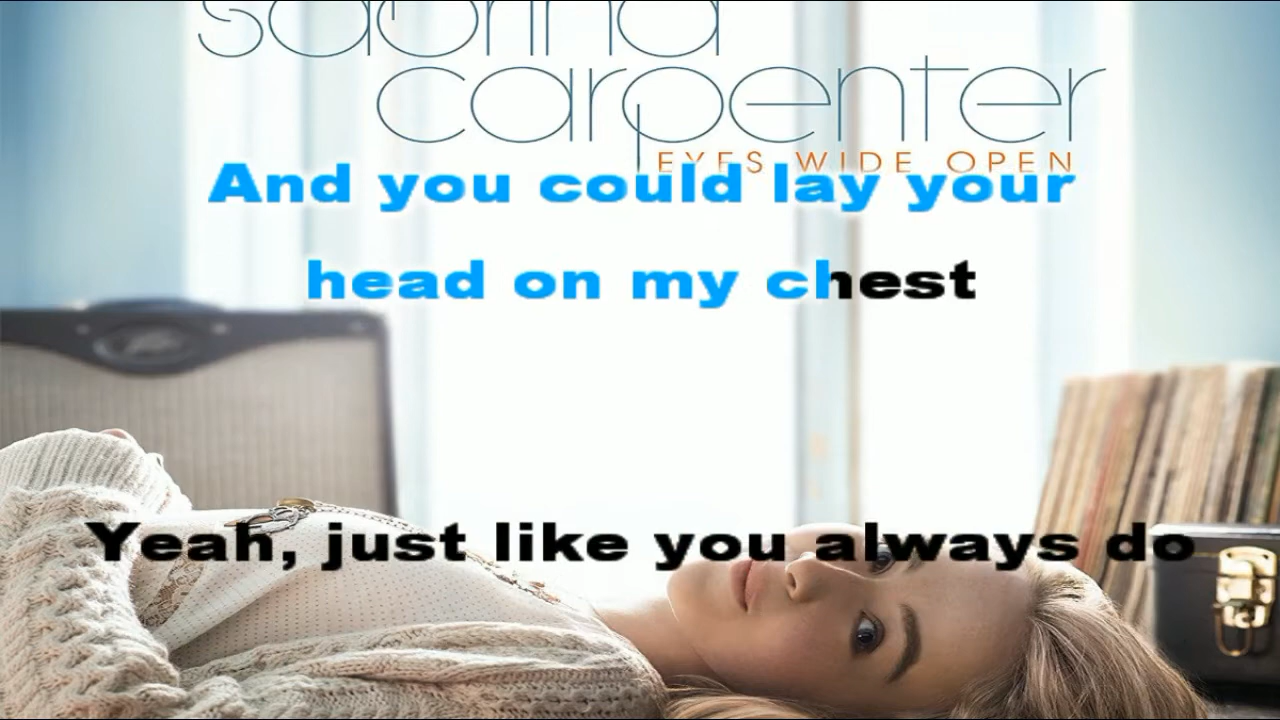 sabrina
carpenter
EYES WIDE OPEN
And you could lay your
head on my chest
Yeah, just like you always do